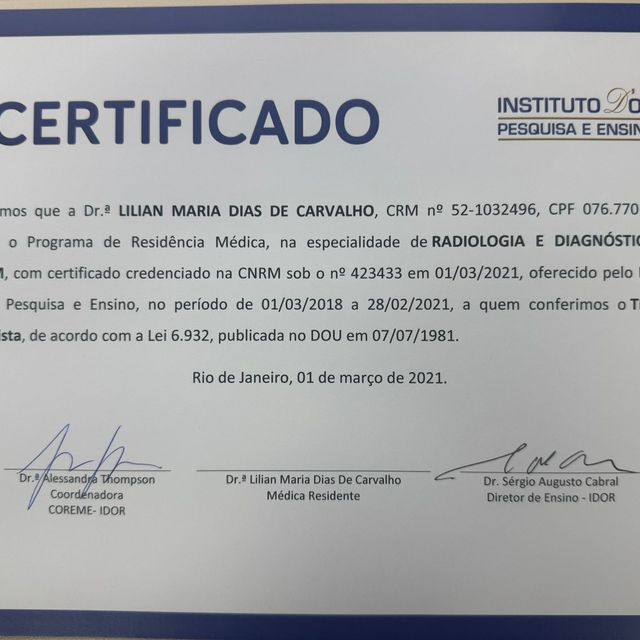 CERTIFICADO
INSTITUTO D'O
PESQUISA E ENSIN
mos que a Dr.ª LILIAN MARIA DIAS DE CARVALHO, CRM nº 52-1032496, CPF 076.770
o Programa de Residência Médica, na especialidade de RADIOLOGIA E DIAGNÓSTIC
M, com certificado credenciado na CNRM sob o nº 423433 em 01/03/2021, oferecido pelo
Pesquisa e Ensino, no período de 01/03/2018 a 28/02/2021, a quem conferimos o T
ista, de acordo com a Lei 6.932, publicada no DOU em 07/07/1981.
Rio de Janeiro, 01 de março de 2021.
Dr.ª Alessandra Thompson
Coordenadora
COREME- IDOR
Dr.ª Lilian Maria Dias De Carvalho
Médica Residente
Dr. Sérgio Augusto Cabral
Diretor de Ensino - IDOR